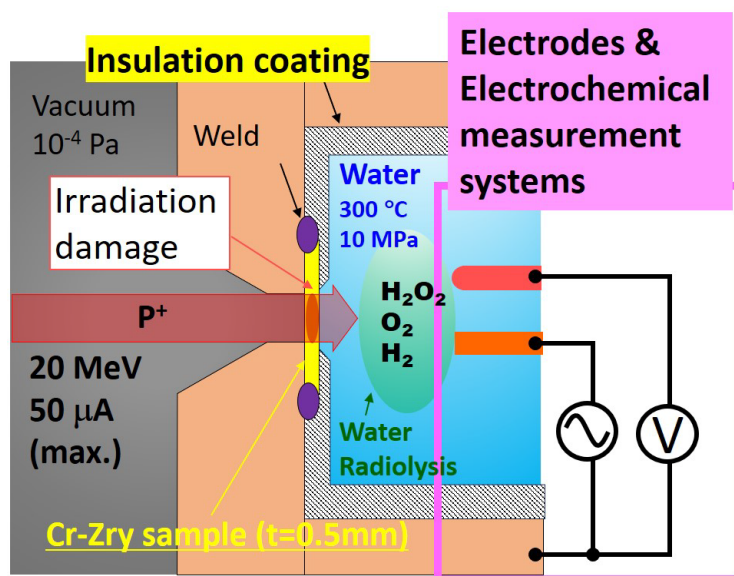 Insulation coating
Electrodes &
Electrochemical
measurement
systems
Vacuum
10⁻⁴ Pa
Weld
Water
300 °C
10 MPa
Irradiation
damage
H₂O₂
O₂
H₂
P⁺
20 MeV
50 μA
(max.)
Water
Radiolysis
V
Cr-Zry sample (t=0.5mm)